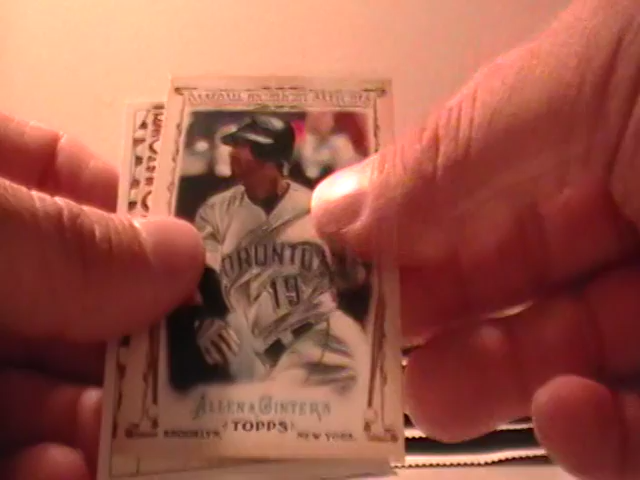 TORONTO
19
ALLEN & GINTER'S
TOPPS
BROOKLYN, NEW YORK.